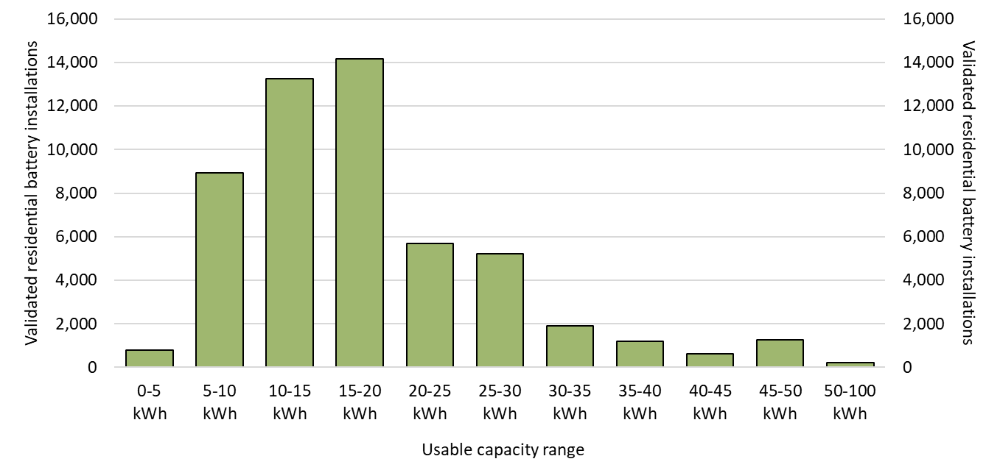 Validated residential battery installations
16,000
14,000
12,000
10,000
8,000
6,000
4,000
2,000
0
16,000
14,000
12,000
10,000
8,000
6,000
4,000
2,000
0
Validated residential battery installations
0-5
kWh
5-10
kWh
10-15
kWh
15-20
kWh
20-25
kWh
25-30
kWh
30-35
kWh
35-40
kWh
40-45
kWh
45-50
kWh
50-100
kWh
Usable capacity range